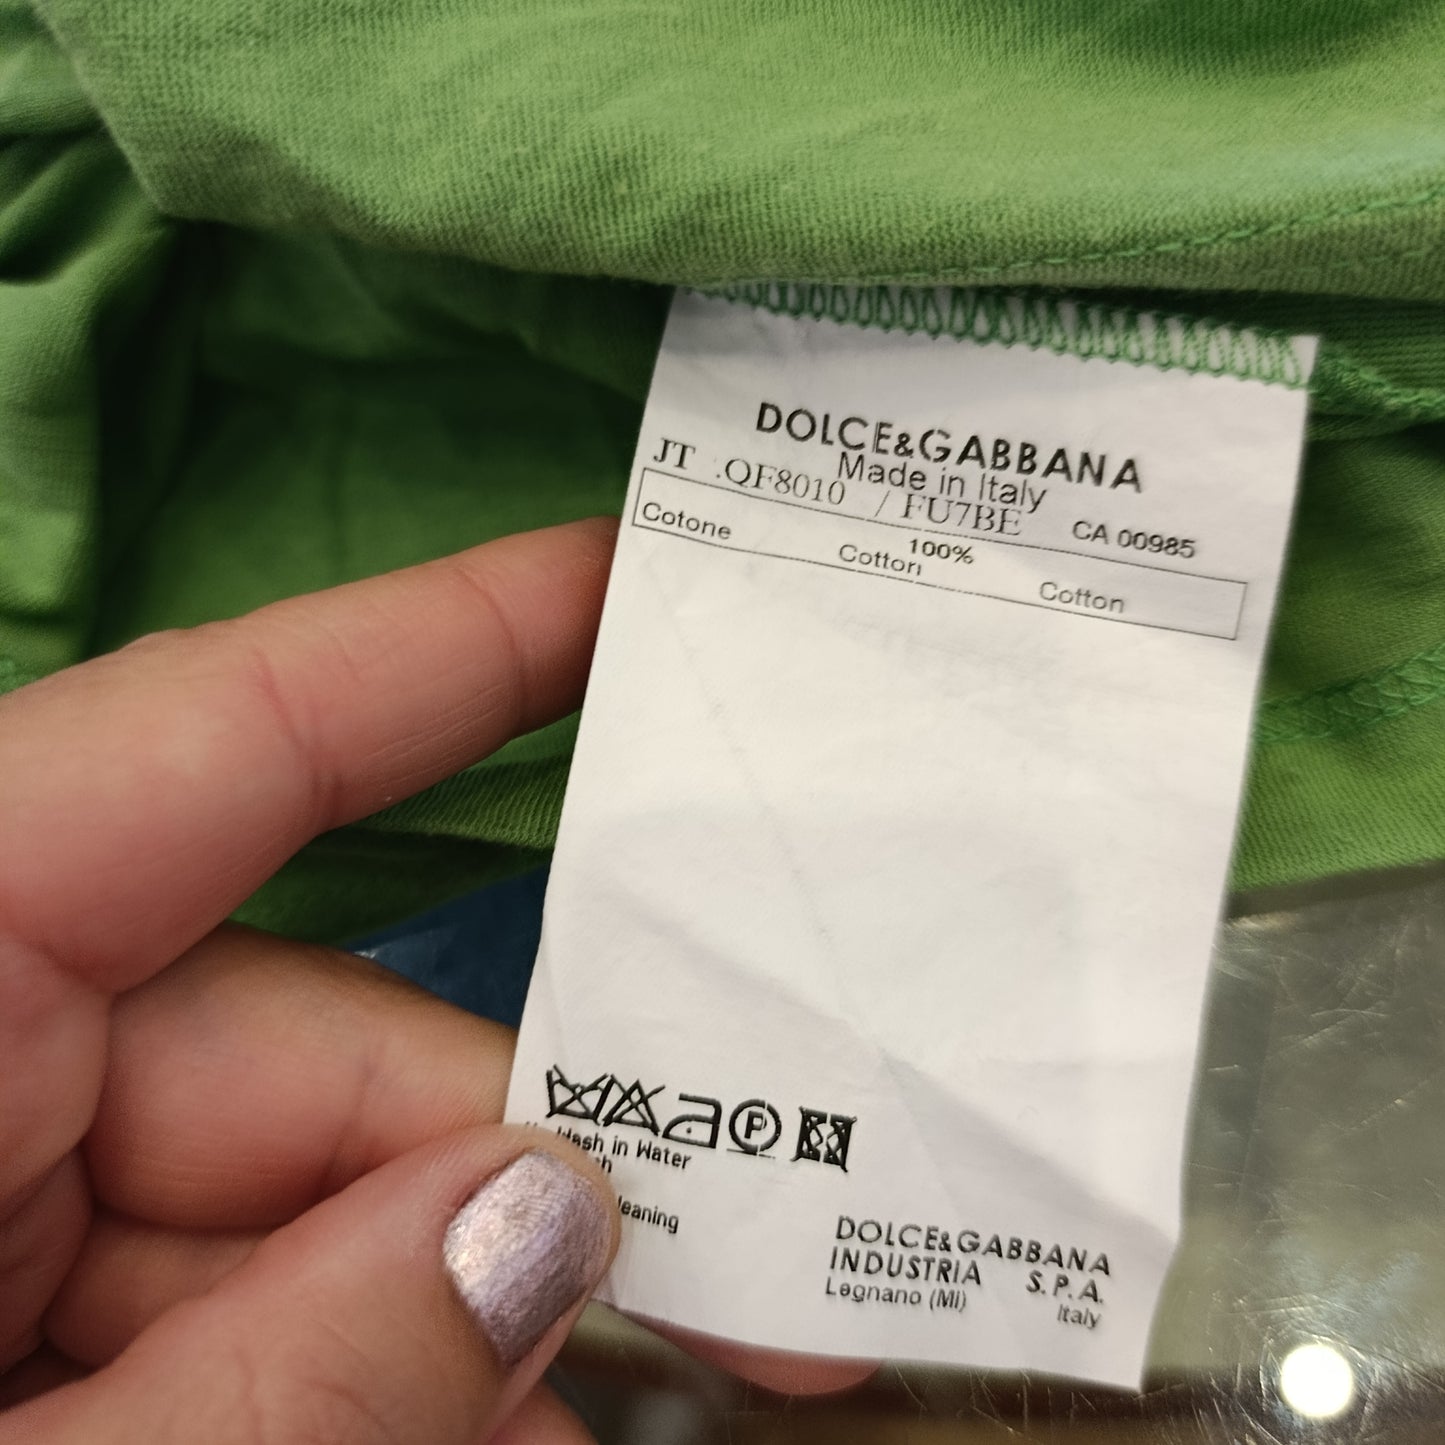 DOLCE&GABBANA
Made in Italy
JT .QF8010 / FU7BE CA 00985
100%
Cotone Cotton Cotton
P
Wash in Water
DOLCE&GABBANA
INDUSTRIA S.P.A.
Legnano (MI)
Italy